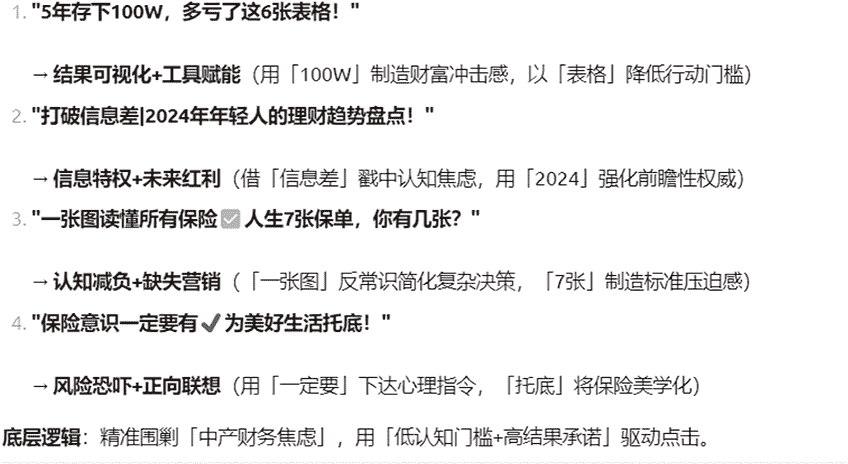 1. "5年存下100W，多亏了这6张表格！"
→ 结果可视化+工具赋能（用「100W」制造财富冲击感，以「表格」降低行动门槛）
2. "打破信息差|2024年年轻人的理财趋势盘点！"
→ 信息特权+未来红利（借「信息差」戳中认知焦虑，用「2024」强化前瞻性权威）
3. "一张图读懂所有保险✅人生7张保单，你有几张？"
→ 认知减负+缺失营销（「一张图」反常识简化复杂决策，「7张」制造标准压迫感）
4. "保险意识一定要有✔为美好生活托底！"
→ 风险恐吓+正向联想（用「一定要」下达心理指令，「托底」将保险美学化）
底层逻辑：精准围剿「中产财务焦虑」，用「低认知门槛+高结果承诺」驱动点击。